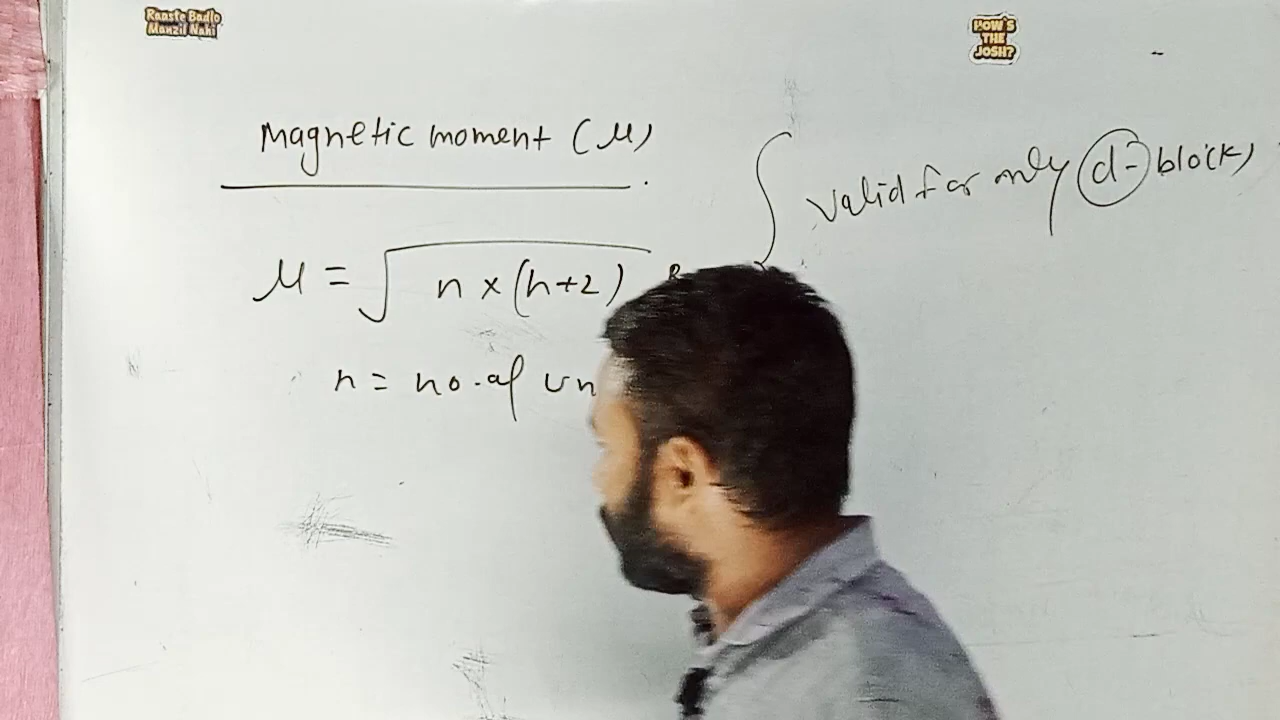 Raaste Badlo
Manzil Nahi
HOW'S
THE
JOSH?
Magnetic moment (μ)
valid for only d- block
μ = √ n × (n+2)
n = no. of un